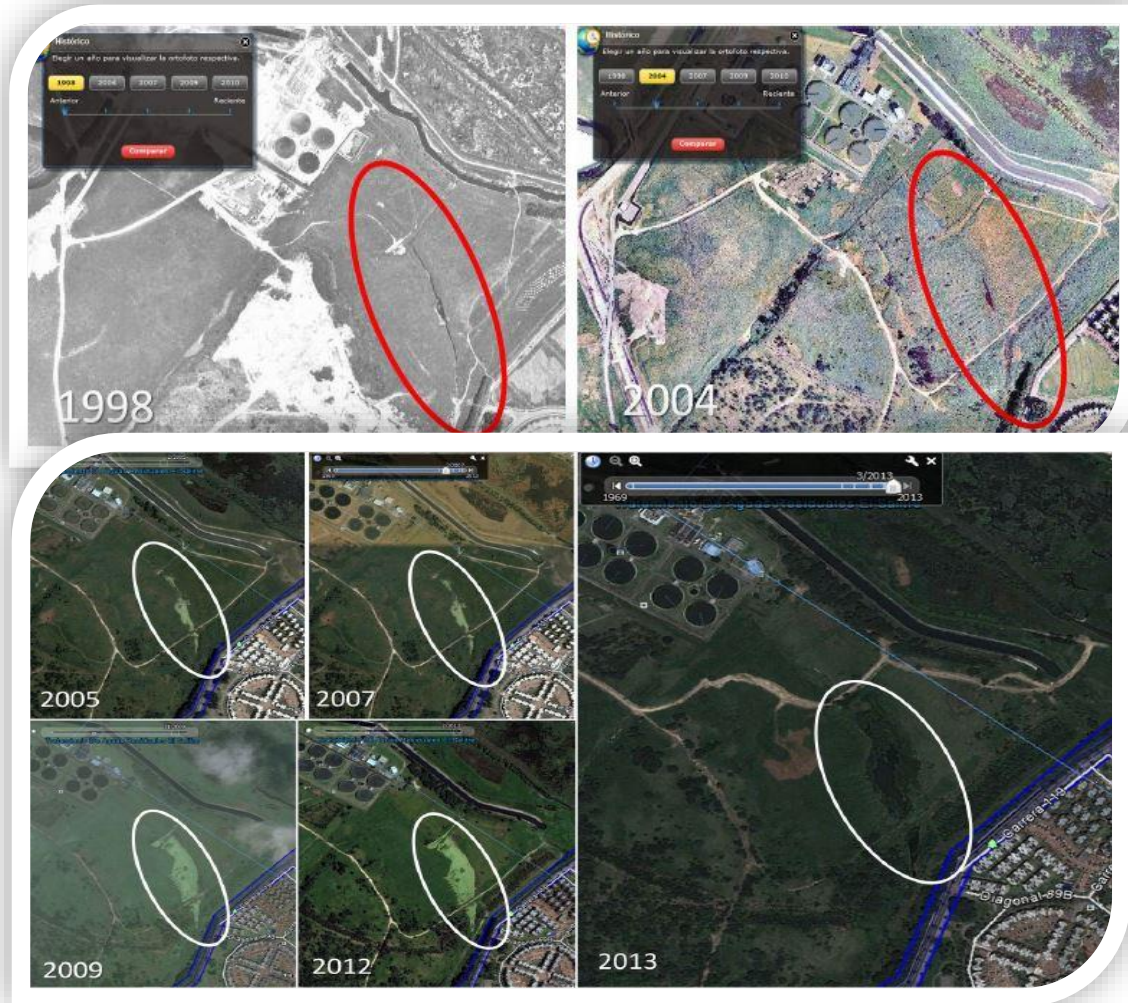 Histórico
Elegir un año para visualizar la ortofoto respectiva.
1998 2004 2007 2009 2010
Anterior Reciente
Comparar
1998
Histórico
Elegir un año para visualizar la ortofoto respectiva.
1998 2004 2007 2009 2010
Anterior Reciente
Comparar
2004
2005
1969
2007
3/2013
1969 2013
Carrera 119
Diagonal 89B
2009
2012
2013